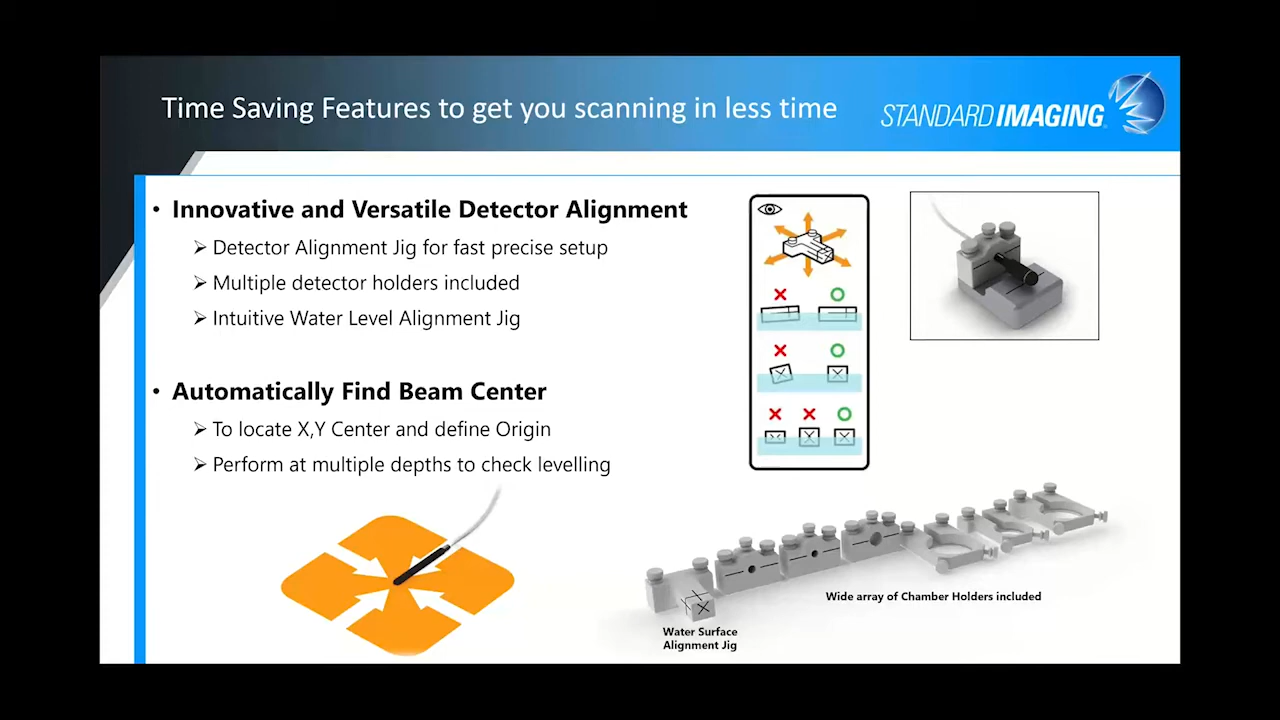 Time Saving Features to get you scanning in less time
STANDARD IMAGING
• Innovative and Versatile Detector Alignment
➢ Detector Alignment Jig for fast precise setup
➢ Multiple detector holders included
➢ Intuitive Water Level Alignment Jig
• Automatically Find Beam Center
➢ To locate X,Y Center and define Origin
➢ Perform at multiple depths to check levelling
Wide array of Chamber Holders included
Water Surface
Alignment Jig